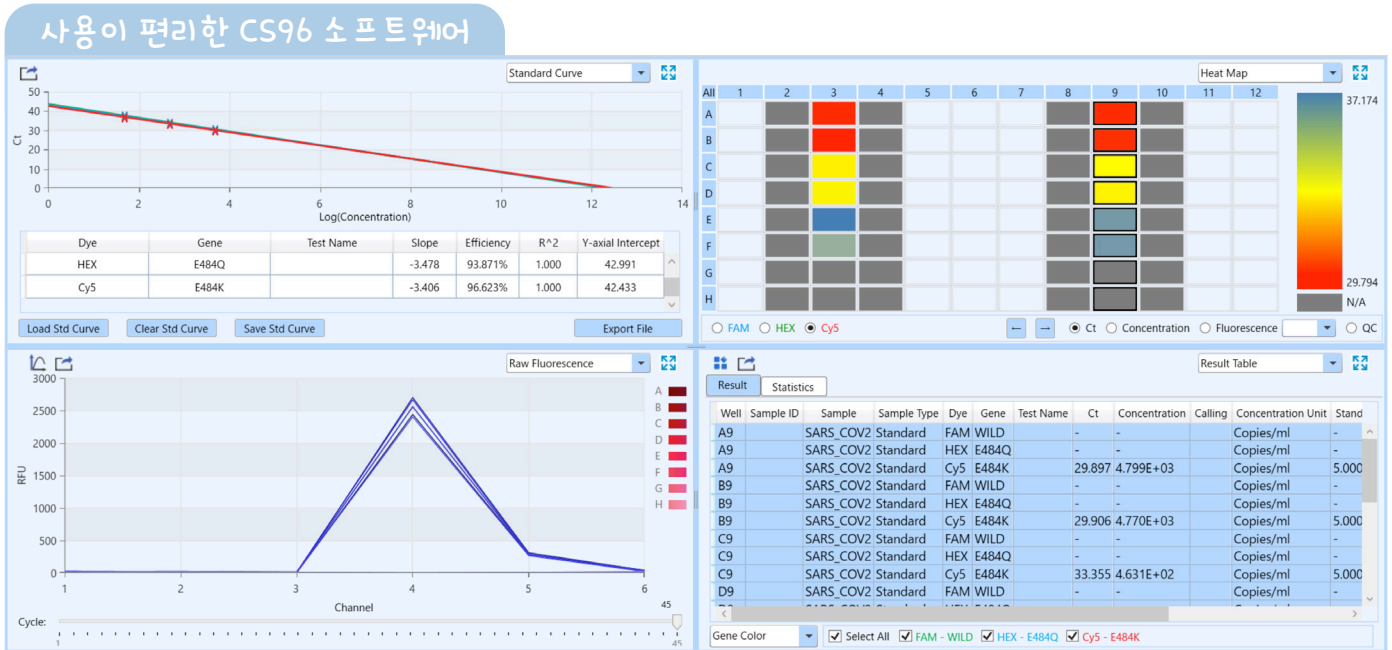 사용이 편리한 CS96 소프트웨어
Standard Curve
50
40
30
20
10
0
Ct
0 2 4 6 8 10 12 14
Log(Concentration)
Dye Gene Test Name Slope Efficiency R^2 Y-axial Intercept
HEX E484Q -3.478 93.871% 1.000 42.991
Cy5 E484K -3.406 96.623% 1.000 42.433
Load Std Curve Clear Std Curve Save Std Curve Export File
Heat Map
All 1 2 3 4 5 6 7 8 9 10 11 12
A
B
C
D
E
F
G
H
37.174
29.794
N/A
FAM HEX Cy5 ← → Ct Concentration Fluorescence QC
Raw Fluorescence
3000
2500
2000
1500
1000
500
0
RFU
1 2 3 4 5 6
Channel
A
B
C
D
E
F
G
H
45
Cycle:
1 45
Result Table
Result Statistics
Well Sample ID Sample Sample Type Dye Gene Test Name Ct Concentration Calling Concentration Unit Stand
A9 SARS_COV2 Standard FAM WILD - - Copies/ml -
A9 SARS_COV2 Standard HEX E484Q - - Copies/ml -
A9 SARS_COV2 Standard Cy5 E484K 29.897 4.799E+03 Copies/ml 5.000
B9 SARS_COV2 Standard FAM WILD - - Copies/ml -
B9 SARS_COV2 Standard HEX E484Q - - Copies/ml -
B9 SARS_COV2 Standard Cy5 E484K 29.906 4.770E+03 Copies/ml 5.000
C9 SARS_COV2 Standard FAM WILD - - Copies/ml -
C9 SARS_COV2 Standard HEX E484Q - - Copies/ml -
C9 SARS_COV2 Standard Cy5 E484K 33.355 4.631E+02 Copies/ml 5.000
D9 SARS_COV2 Standard FAM WILD - - Copies/ml -
Gene Color Select All FAM - WILD HEX - E484Q Cy5 - E484K